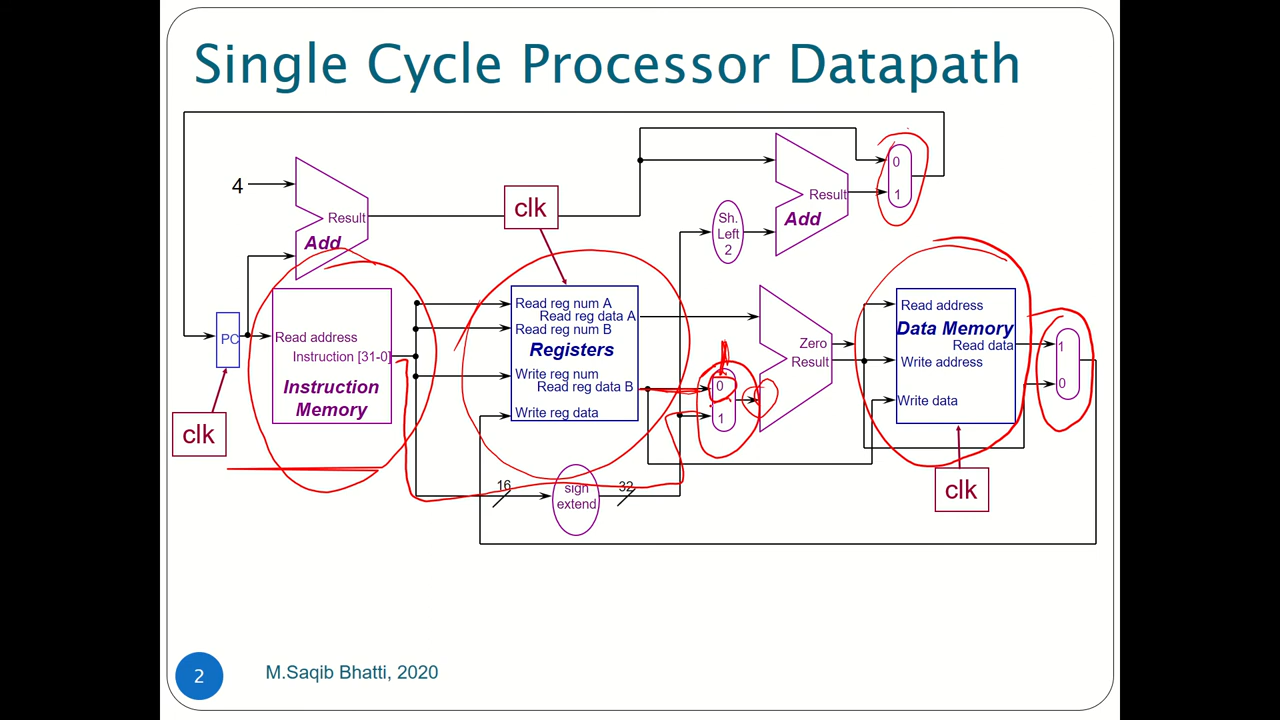 Single Cycle Processor Datapath
4
Result
Add
clk
Sh.
Left
2
Result
Add
0
1
PC
clk
Read address
Instruction [31-0]
Instruction
Memory
Read reg num A
Read reg data A
Read reg num B
Registers
Write reg num
Read reg data B
Write reg data
0
1
Zero
Result
Read address
Data Memory
Read data
Write address
Write data
1
0
clk
16
sign
extend
32
2
M.Saqib Bhatti, 2020